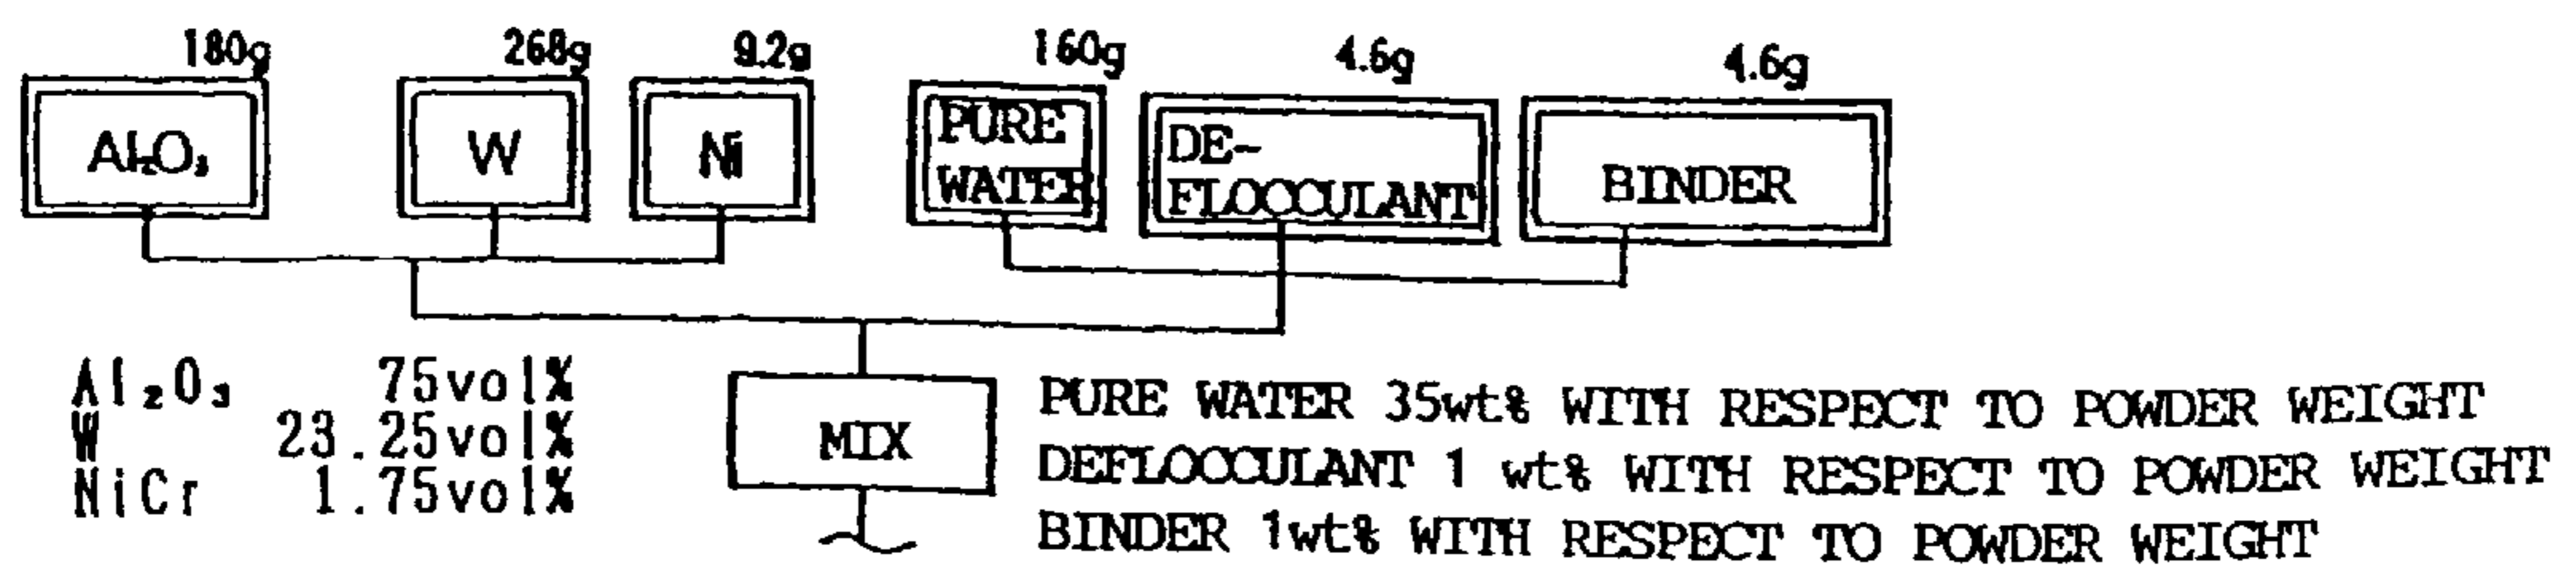 180g
268g
9.2g
160g
4.6g
4.6g
Al₂O₃
W
Ni
PURE
WATER
DE-
FLOCCULANT
BINDER
Al₂O₃ 75vol%
W 23.25vol%
NiCr 1.75vol%
MIX
PURE WATER 35wt% WITH RESPECT TO POWDER WEIGHT
DEFLOCCULANT 1 wt% WITH RESPECT TO POWDER WEIGHT
BINDER 1wt% WITH RESPECT TO POWDER WEIGHT